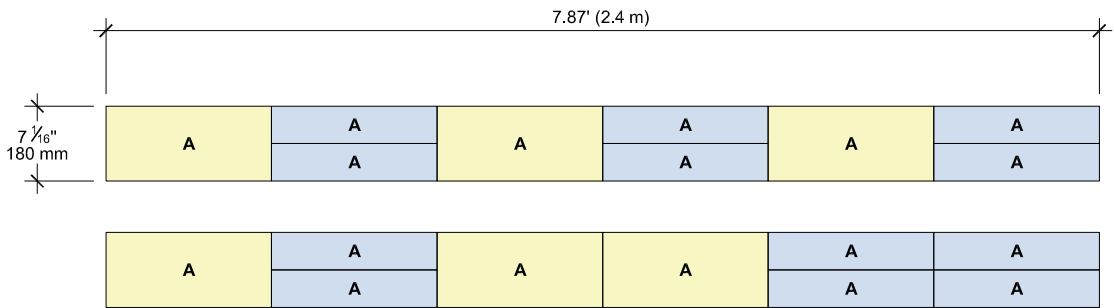 7.87' (2.4 m)
7 1/16"
180 mm
A A A A A A
A A A
A A A A A A
A A A